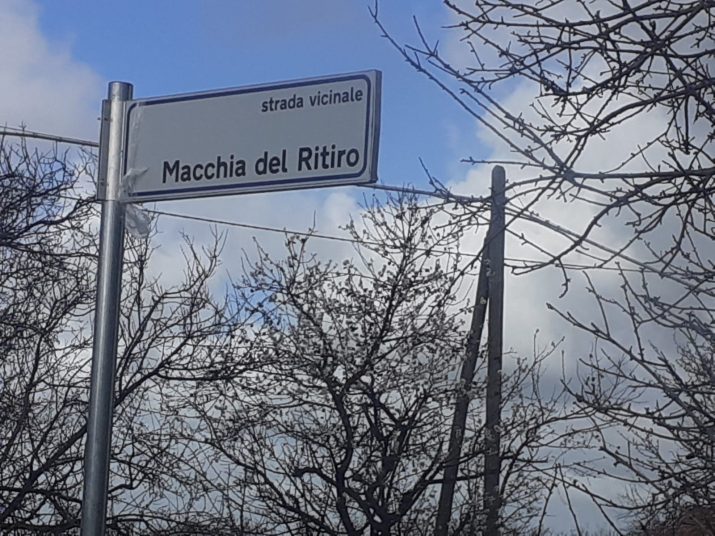 strada vicinale
Macchia del Ritiro